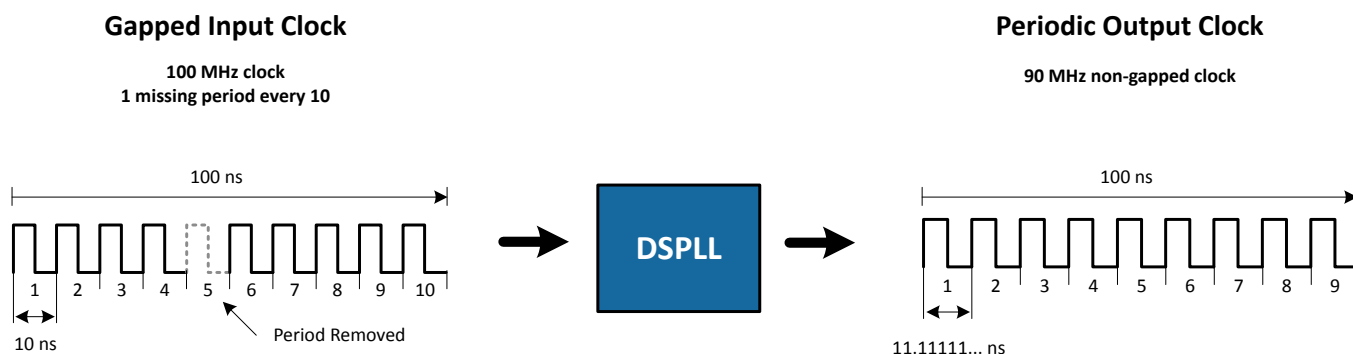 Gapped Input Clock
100 MHz clock
1 missing period every 10
100 ns
1 2 3 4 5 6 7 8 9 10
10 ns
Period Removed
DSPLL
Periodic Output Clock
90 MHz non-gapped clock
100 ns
1 2 3 4 5 6 7 8 9
11.11111... ns